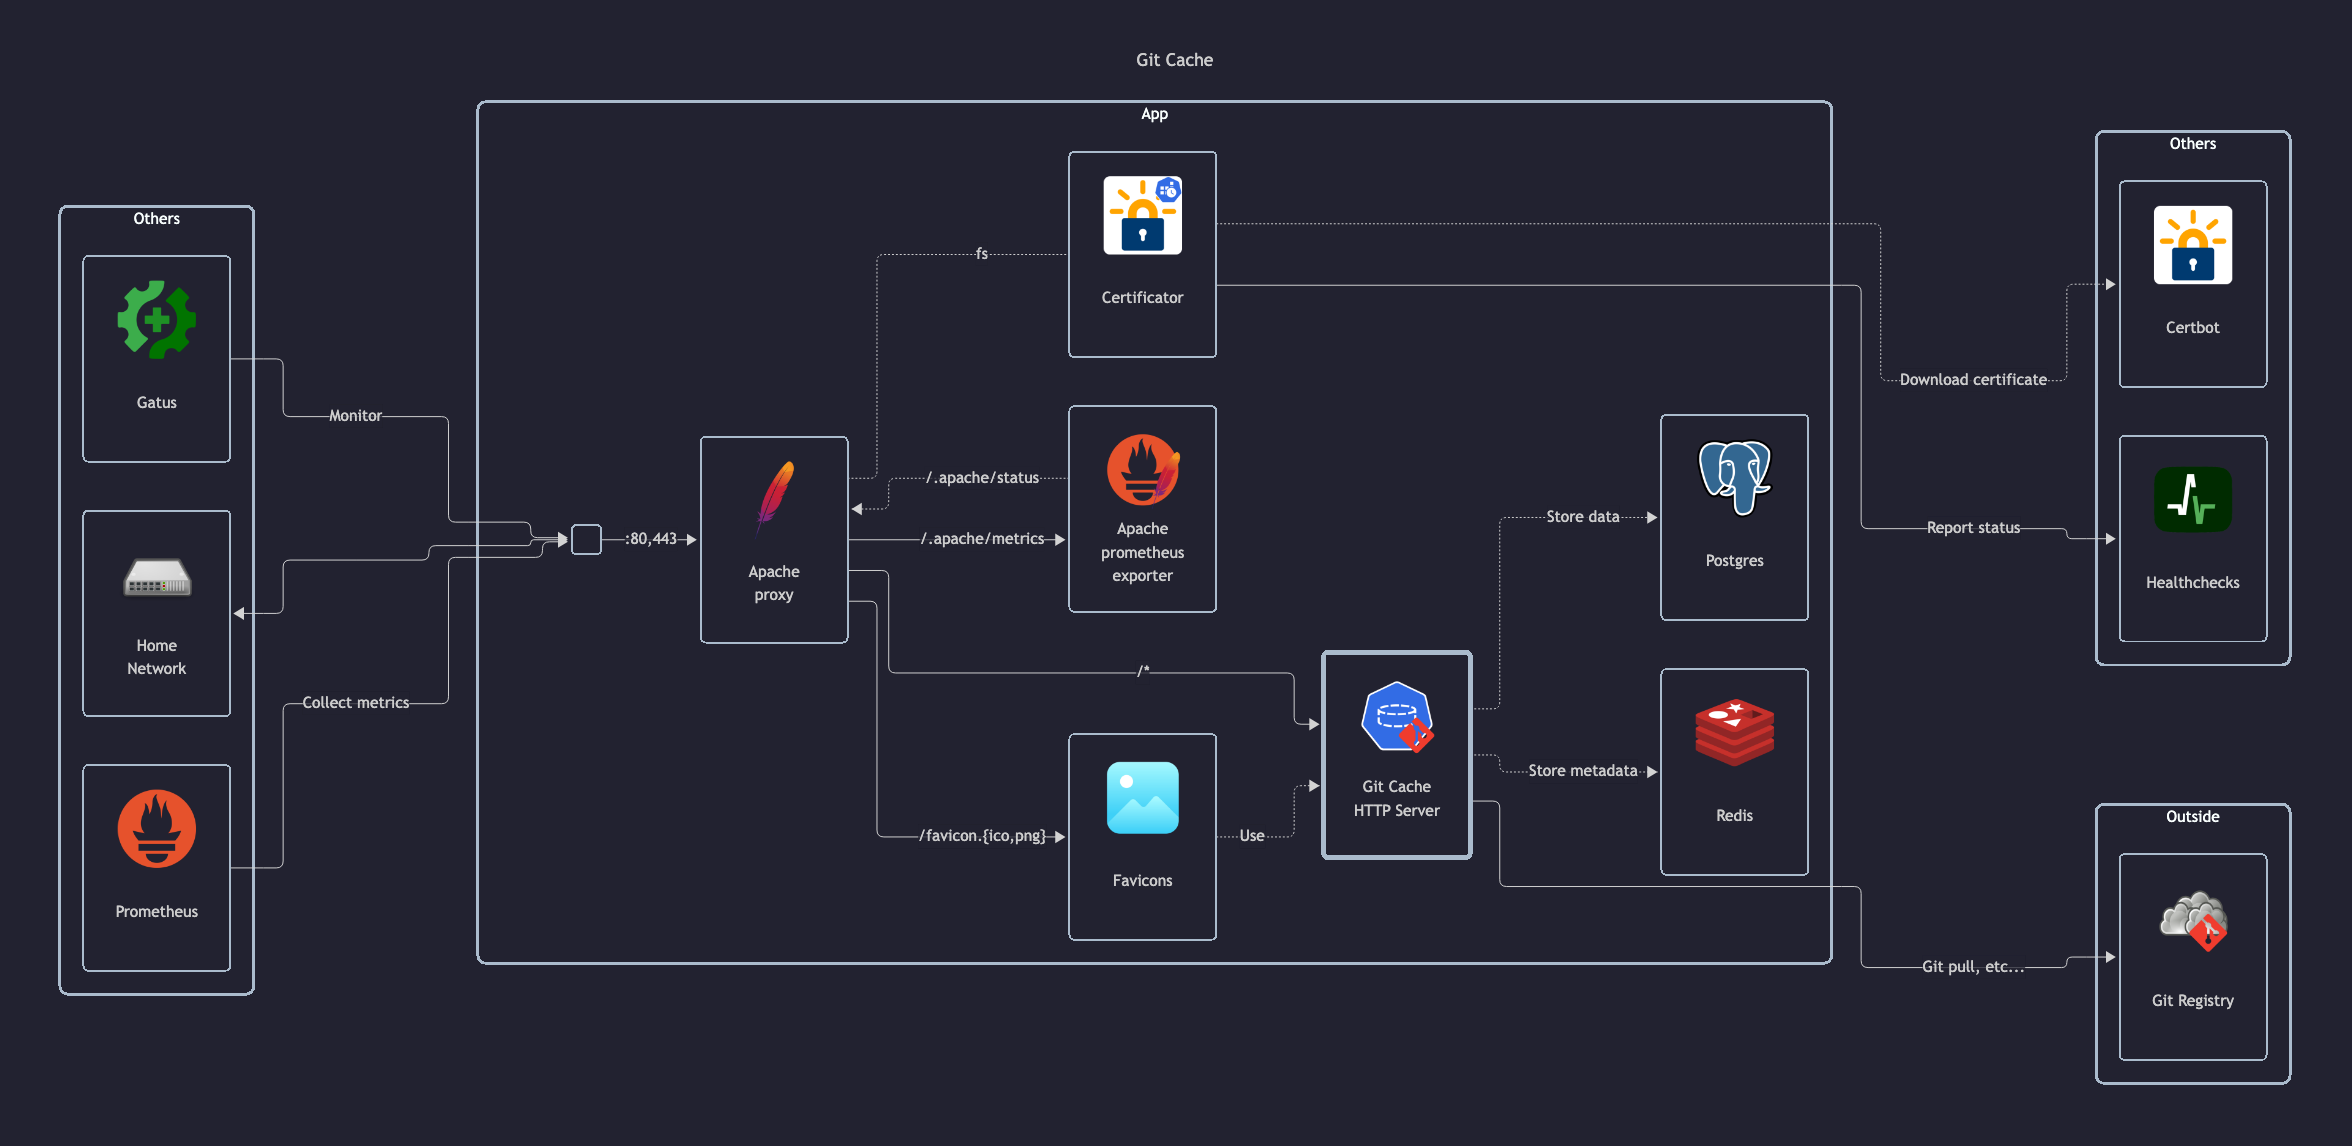 Git Cache
App
Others
Gatus
Home
Network
Prometheus
Monitor
Collect metrics
:80,443
Apache
proxy
fs
/.apache/status
/.apache/metrics
/*
/favicon.{ico,png}
Certificator
Apache
prometheus
exporter
Favicons
Use
Git Cache
HTTP Server
Store data
Store metadata
Postgres
Redis
Download certificate
Report status
Git pull, etc...
Others
Certbot
Healthchecks
Outside
Git Registry